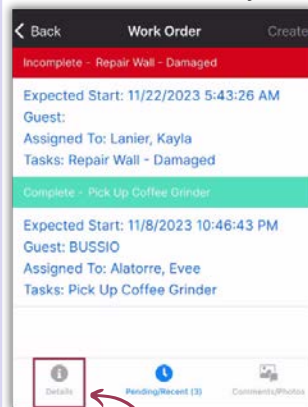 Back Work Order Create
Incomplete - Repair Wall - Damaged
Expected Start: 11/22/2023 5:43:26 AM
Guest:
Assigned To: Lanier, Kayla
Tasks: Repair Wall - Damaged
Complete - Pick Up Coffee Grinder
Expected Start: 11/8/2023 10:46:43 PM
Guest: BUSSIO
Assigned To: Alatorre, Evee
Tasks: Pick Up Coffee Grinder
Details Pending/Recent (3) Comments/Photos